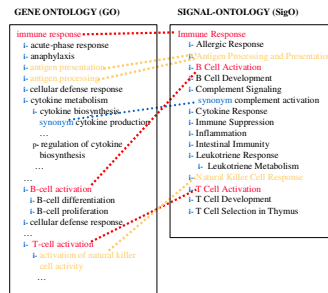 GENE ONTOLOGY (GO)
immune response
i- acute-phase response
i- anaphylaxis
i- antigen presentation
i- antigen processing
i- cellular defense response
i- cytokine metabolism
i- cytokine biosynthesis
synonym cytokine production
...
p- regulation of cytokine
biosynthesis
...
...
i- B-cell activation
i- B-cell differentiation
i- B-cell proliferation
i- cellular defense response
...
i- T-cell activation
i- activation of natural killer
cell activity
...
SIGNAL-ONTOLOGY (SigO)
Immune Response
i- Allergic Response
i- Antigen Processing and Presentation
i- B Cell Activation
i- B Cell Development
i- Complement Signaling
synonym complement activation
i- Cytokine Response
i- Immune Suppression
i- Inflammation
i- Intestinal Immunity
i- Leukotriene Response
i- Leukotriene Metabolism
i- Natural Killer Cell Response
i- T Cell Activation
i- T Cell Development
i- T Cell Selection in Thymus